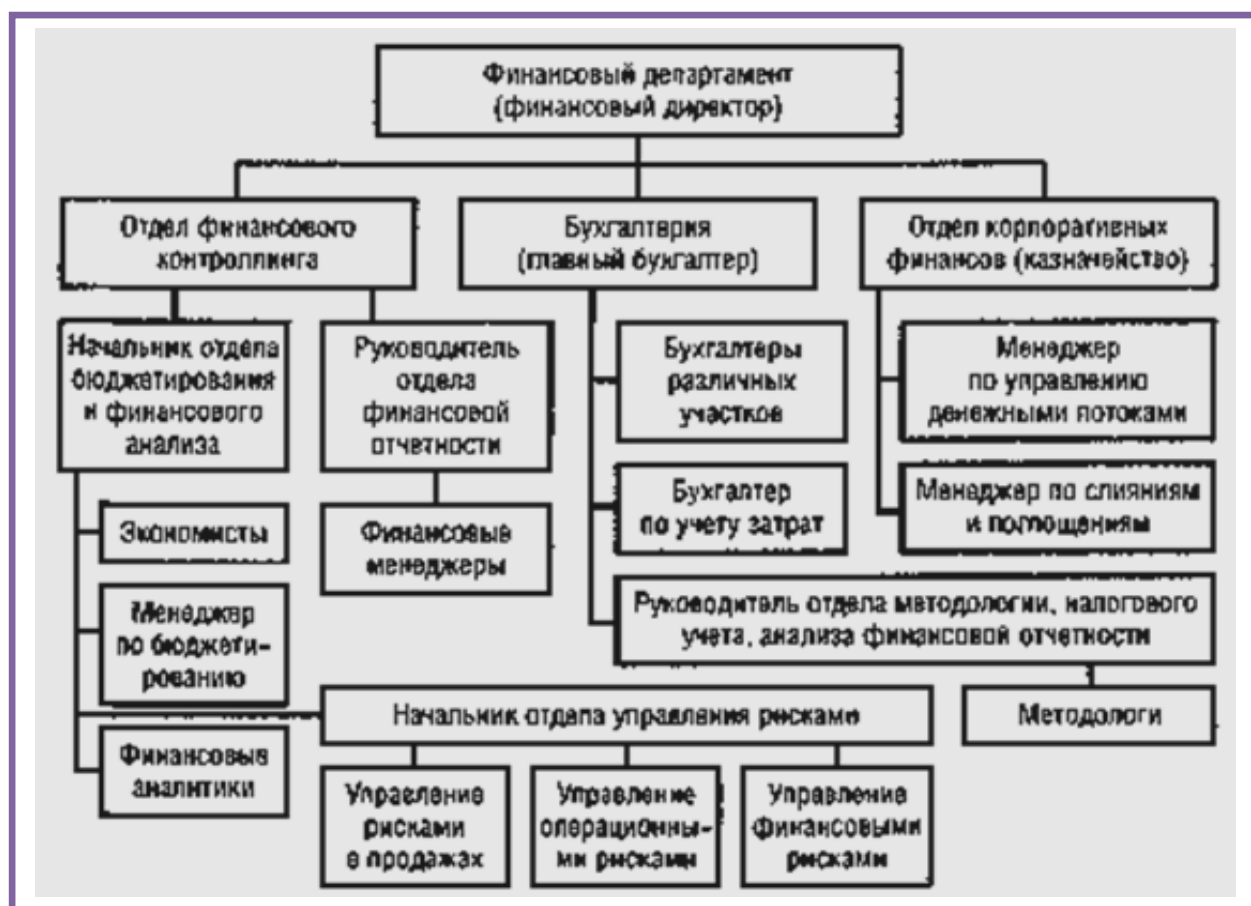 Финансовый департамент
(финансовый директор)
Отдел финансового
контроллинга
Бухгалтерия
(главный бухгалтер)
Отдел корпоративных
финансов (казначейство)
Начальник отдела
бюджетирования
и финансового
анализа
Руководитель
отдела
финансовой
отчетности
Бухгалтеры
различных
участков
Менеджер
по управлению
денежными потоками
Экономисты
Финансовые
менеджеры
Бухгалтер
по учету затрат
Менеджер по слияниям
и поглощениям
Менеджер
по бюджети-
рованию
Руководитель отдела методологии, налогового
учета, анализа финансовой отчетности
Начальник отдела управления рисками
Методологи
Финансовые
аналитики
Управление
рисками
в продажах
Управление
операционны-
ми рисками
Управление
финансовыми
рисками